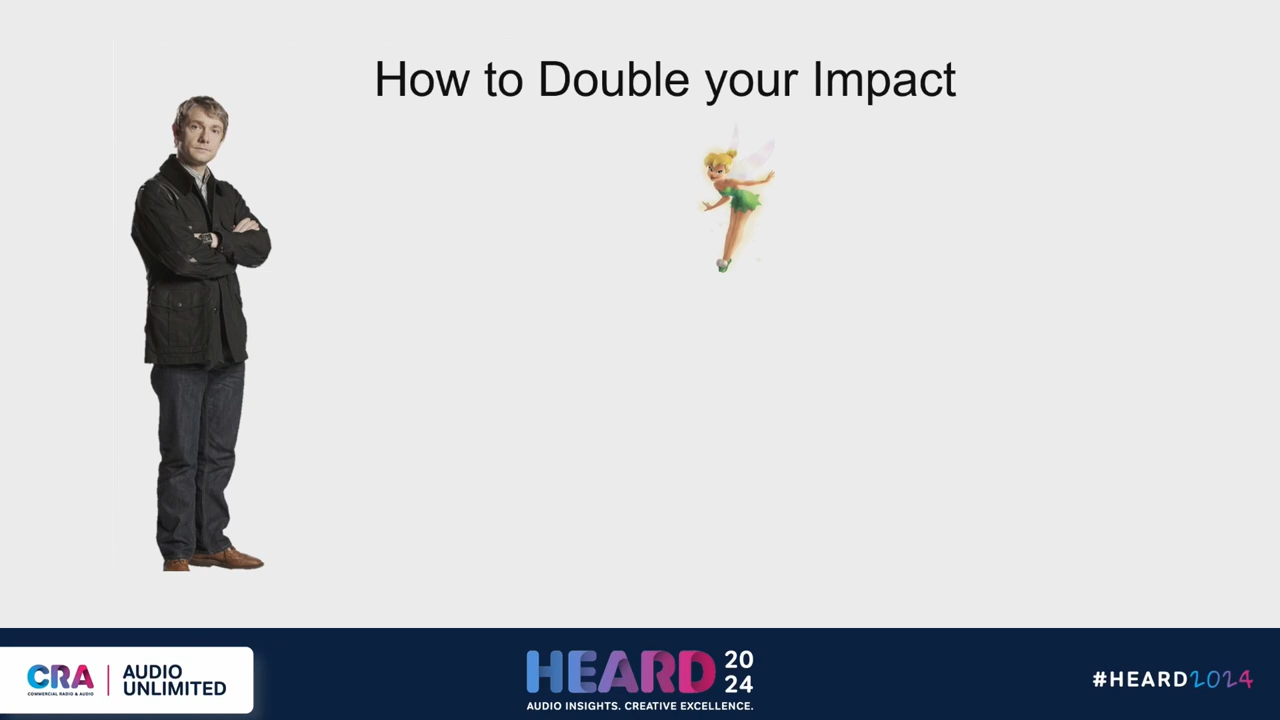 How to Double your Impact
CRA
COMMERCIAL RADIO & AUDIO
AUDIO
UNLIMITED
HEARD
20
24
AUDIO INSIGHTS. CREATIVE EXCELLENCE.
#HEARD2024